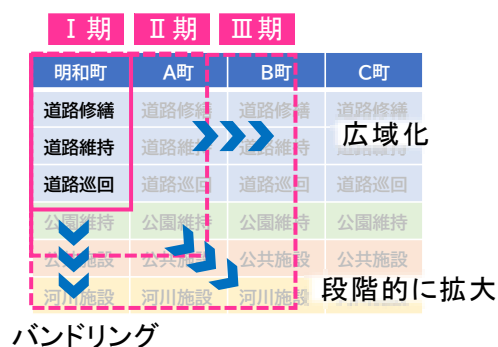 Ⅰ期 Ⅱ期 Ⅲ期
明和町 A町 B町 C町
道路修繕 道路修繕 道路修繕 道路修繕
道路維持 道路維持 道路維持 道路維持
広域化
道路巡回 道路巡回 道路巡回 道路巡回
公園維持 公園維持 公園維持 公園維持
公共施設 公共施設 公共施設 公共施設
河川施設 河川施設 河川施設 河川施設
段階的に拡大
バンドリング